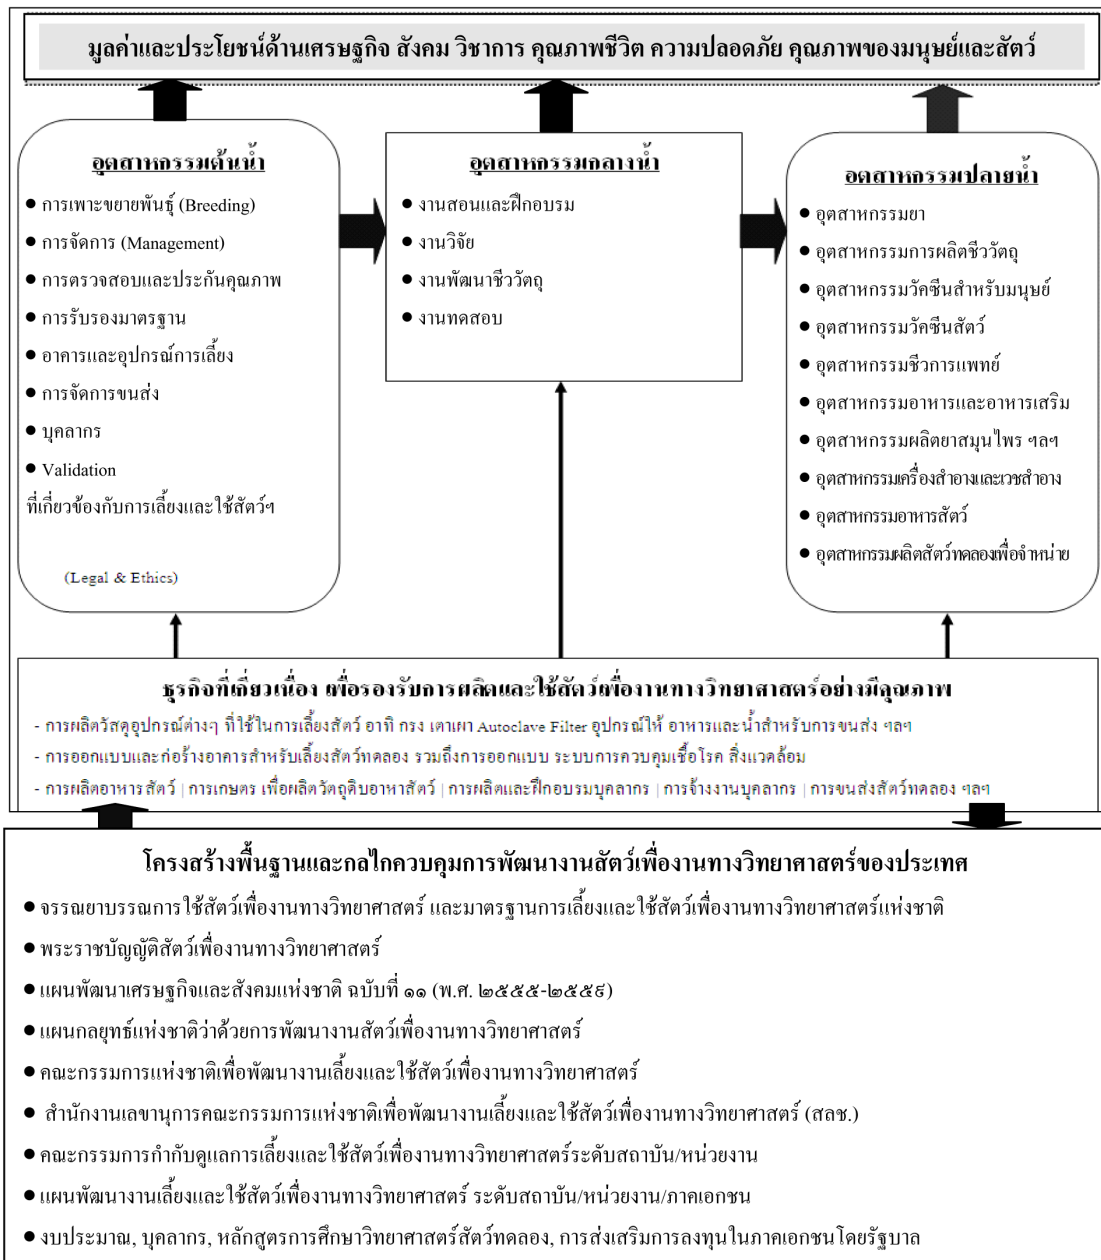 มูลค่าและประโยชน์ด้านเศรษฐกิจ สังคม วิชาการ คุณภาพชีวิต ความปลอดภัย คุณภาพของมนุษย์และสัตว์
อุตสาหกรรมต้นน้ำ
● การเพาะขยายพันธุ์ (Breeding)
● การจัดการ (Management)
● การตรวจสอบและประกันคุณภาพ
● การรับรองมาตรฐาน
● อาคารและอุปกรณ์การเลี้ยง
● การจัดการขนส่ง
● บุคลากร
● Validation
ที่เกี่ยวข้องกับการเลี้ยงและใช้สัตว์ฯ
(Legal & Ethics)
อุตสาหกรรมกลางน้ำ
● งานสอนและฝึกอบรม
● งานวิจัย
● งานพัฒนาชีววัตถุ
● งานทดสอบ
อุตสาหกรรมปลายน้ำ
● อุตสาหกรรมยา
● อุตสาหกรรมการผลิตชีววัตถุ
● อุตสาหกรรมวัคซีนสำหรับมนุษย์
● อุตสาหกรรมวัคซีนสัตว์
● อุตสาหกรรมชีวการแพทย์
● อุตสาหกรรมอาหารและอาหารเสริม
● อุตสาหกรรมผลิตยาสมุนไพร ฯลฯ
● อุตสาหกรรมเครื่องสำอางและเวชสำอาง
● อุตสาหกรรมอาหารสัตว์
● อุตสาหกรรมผลิตสัตว์ทดลองเพื่อจำหน่าย
ธุรกิจที่เกี่ยวเนื่อง เพื่อรองรับการผลิตและใช้สัตว์เพื่องานทางวิทยาศาสตร์อย่างมีคุณภาพ
- การผลิตวัสดุอุปกรณ์ต่างๆ ที่ใช้ในการเลี้ยงสัตว์ อาทิ กรง เตาเผา Autoclave Filter อุปกรณ์ให้ อาหารและน้ำสำหรับการขนส่ง ฯลฯ
- การออกแบบและก่อร้างอาคารสำหรับเลี้ยงสัตว์ทดลอง รวมถึงการออกแบบ ระบบการควบคุมเชื้อโรค สิ่งแวดล้อม
- การผลิตอาหารสัตว์ | การเกษตร เพื่อผลิตวัตถุดิบอาหาสัตว์ | การผลิตและฝึกอบรมบุคลากร | การจ้างงานบุคลากร | การขนส่งสัตว์ทดลอง ฯลฯ
โครงสร้างพื้นฐานและกลไกควบคุมการพัฒนางานสัตว์เพื่องานทางวิทยาศาสตร์ของประเทศ
● จรรณยาบรรณการใช้สัตว์เพื่องานทางวิทยาศาสตร์ และมาตรฐานการเลี้ยงและใช้สัตว์เพื่องานทางวิทยาศาสตร์แห่งชาติ
● พระราชบัญญัติสัตว์เพื่องานทางวิทยาศาสตร์
● แผนพัฒนาเศรษฐกิจและสังคมแห่งชาติ ฉบับที่ ๑๑ (พ.ศ. ๒๕๕๕-๒๕๕๙)
● แผนกลยุทธ์แห่งชาติว่าด้วยการพัฒนางานสัตว์เพื่องานทางวิทยาศาสตร์
● คณะกรรมการแห่งชาติเพื่อพัฒนางานเลี้ยงและใช้สัตว์เพื่องานทางวิทยาศาสตร์
● สำนักงานเลขานุการคณะกรรมการแห่งชาติเพื่อพัฒนางานเลี้ยงและใช้สัตว์เพื่องานทางวิทยาศาสตร์ (สลช.)
● คณะกรรมการกำกับดูแลการเลี้ยงและใช้สัตว์เพื่องานทางวิทยาศาสตร์ระดับสถาบัน/หน่วยงาน
● แผนพัฒนางานเลี้ยงและใช้สัตว์เพื่องานทางวิทยาศาสตร์ ระดับสถาบัน/หน่วยงาน/ภาคเอกชน
● งบประมาณ, บุคลากร, หลักสูตรการศึกษาวิทยาศาสตร์สัตว์ทดลอง, การส่งเสริมการลงทุนในภาคเอกชนโดยรัฐบาล